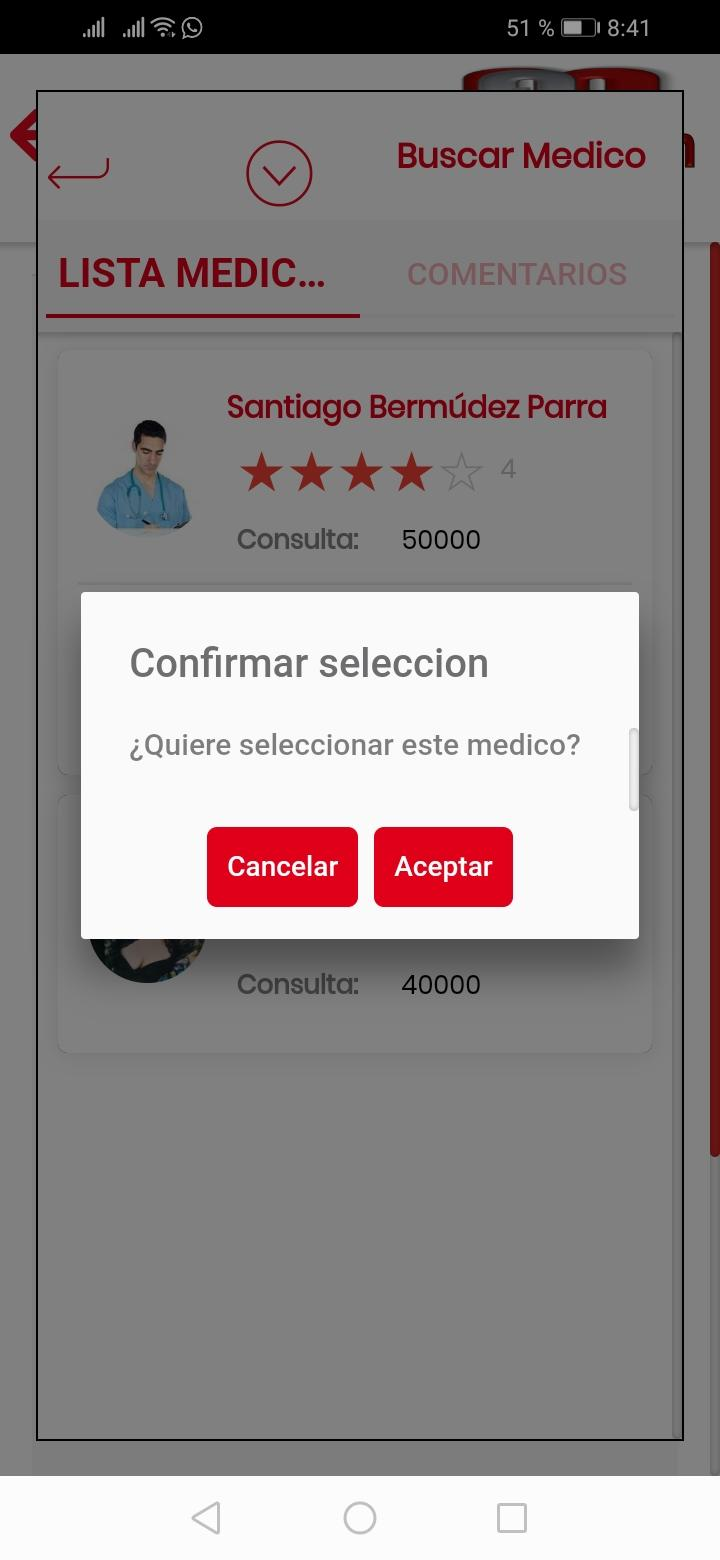 51 % 8:41
Buscar Medico
LISTA MEDIC...
COMENTARIOS
Santiago Bermúdez Parra
4
Consulta: 50000
Confirmar seleccion
¿Quiere seleccionar este medico?
Cancelar
Aceptar
Consulta: 40000